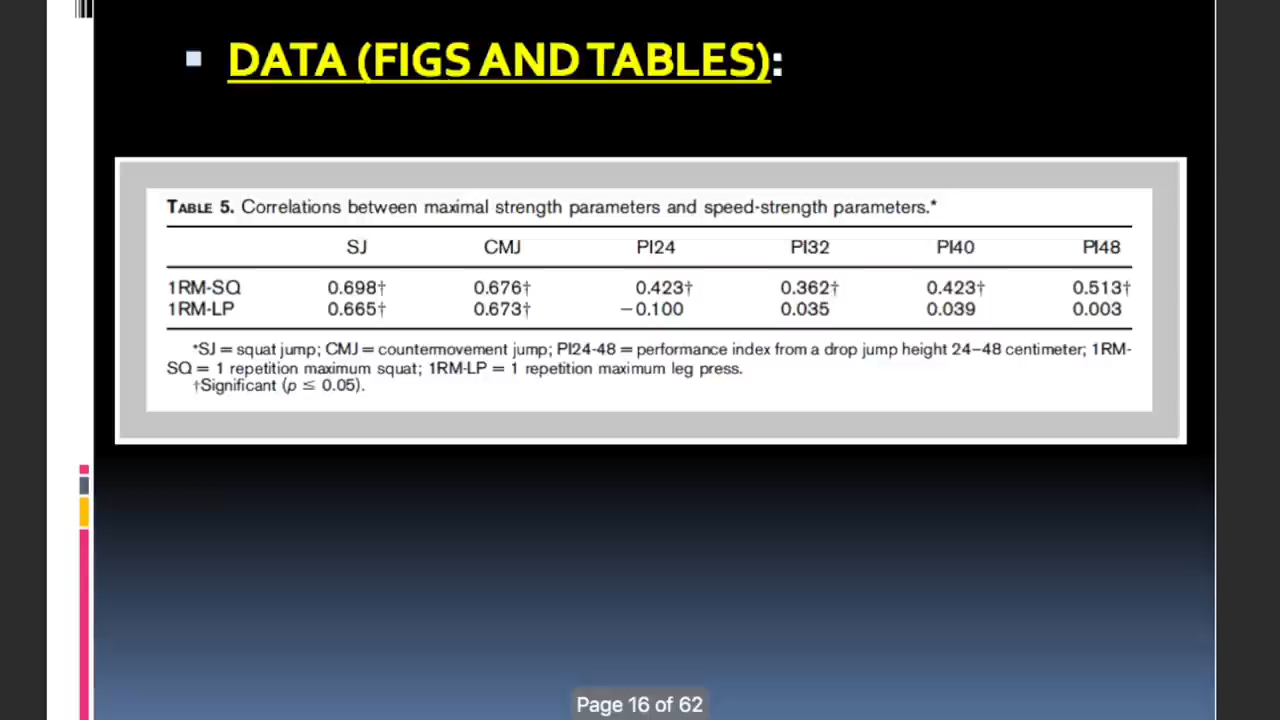 DATA (FIGS AND TABLES):
TABLE 5. Correlations between maximal strength parameters and speed-strength parameters.*
SJ CMJ PI24 PI32 PI40 PI48
1RM-SQ 0.698† 0.676† 0.423† 0.362† 0.423† 0.513†
1RM-LP 0.665† 0.673† −0.100 0.035 0.039 0.003
*SJ = squat jump; CMJ = countermovement jump; PI24-48 = performance index from a drop jump height 24–48 centimeter; 1RM-
SQ = 1 repetition maximum squat; 1RM-LP = 1 repetition maximum leg press.
†Significant (p ≤ 0.05).
Page 16 of 62